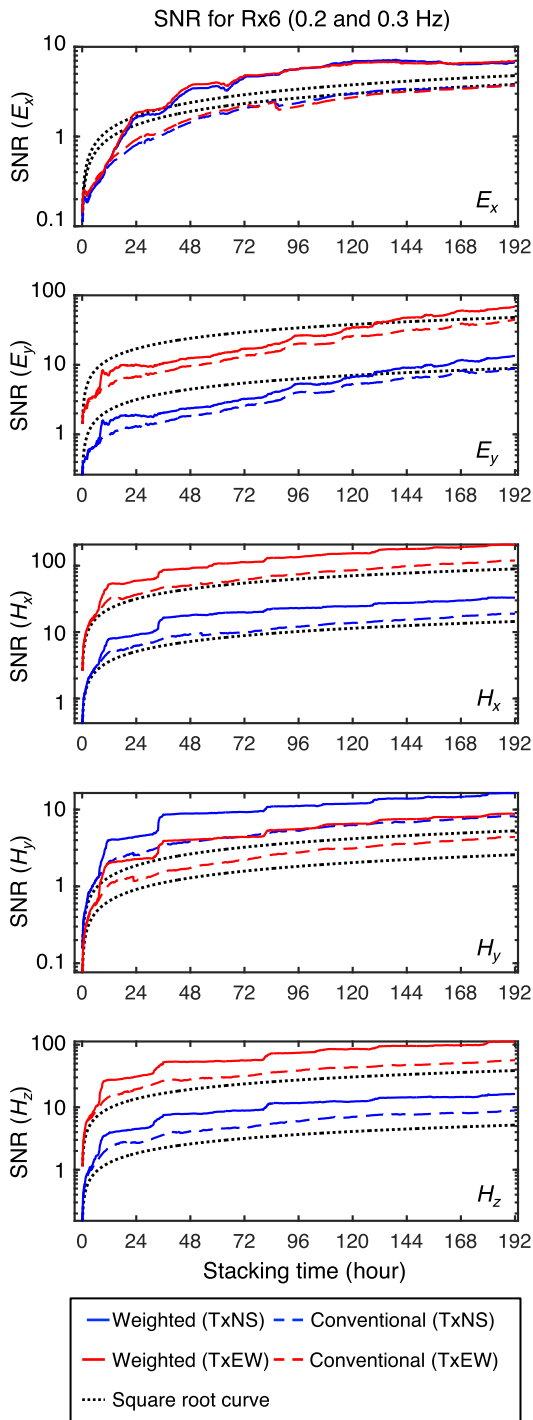 SNR for Rx6 (0.2 and 0.3 Hz)
10
1
0.1
SNR (Ex)
Ex
0 24 48 72 96 120 144 168 192
100
10
1
SNR (Ey)
Ey
0 24 48 72 96 120 144 168 192
100
10
1
SNR (Hx)
Hx
0 24 48 72 96 120 144 168 192
10
1
0.1
SNR (Hy)
Hy
0 24 48 72 96 120 144 168 192
100
10
1
SNR (Hz)
Hz
0 24 48 72 96 120 144 168 192
Stacking time (hour)
Weighted (TxNS) Conventional (TxNS)
Weighted (TxEW) Conventional (TxEW)
Square root curve